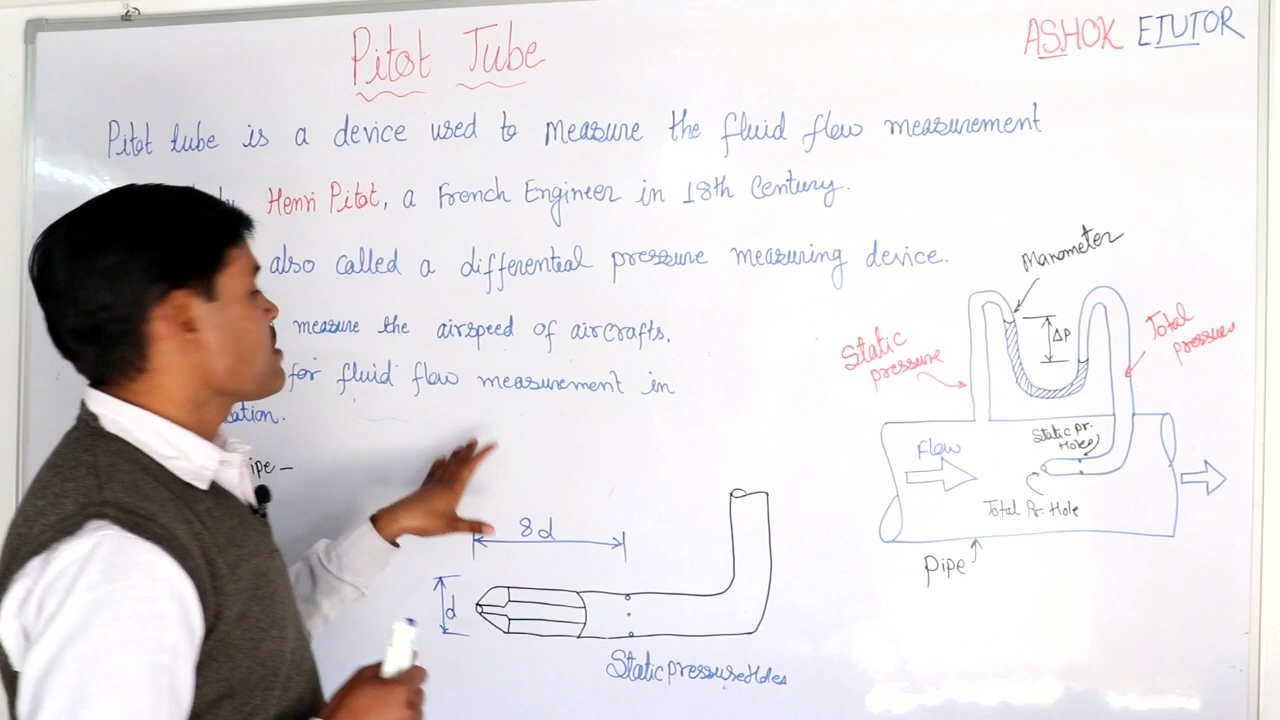 Pitot Tube
ASHOK ETUTOR
Pitot tube is a device used to measure the fluid flow measurement
Henri Pitot, a French Engineer in 18th Century.
also called a differential pressure measuring device.
measure the airspeed of aircrafts.
for fluid flow measurement in
8d
d
Static pressure Holes
Manometer
ΔP
Static
pressure
Total
pressure
Flow
Static pr.
Holes
Total Pr Hole
Pipe